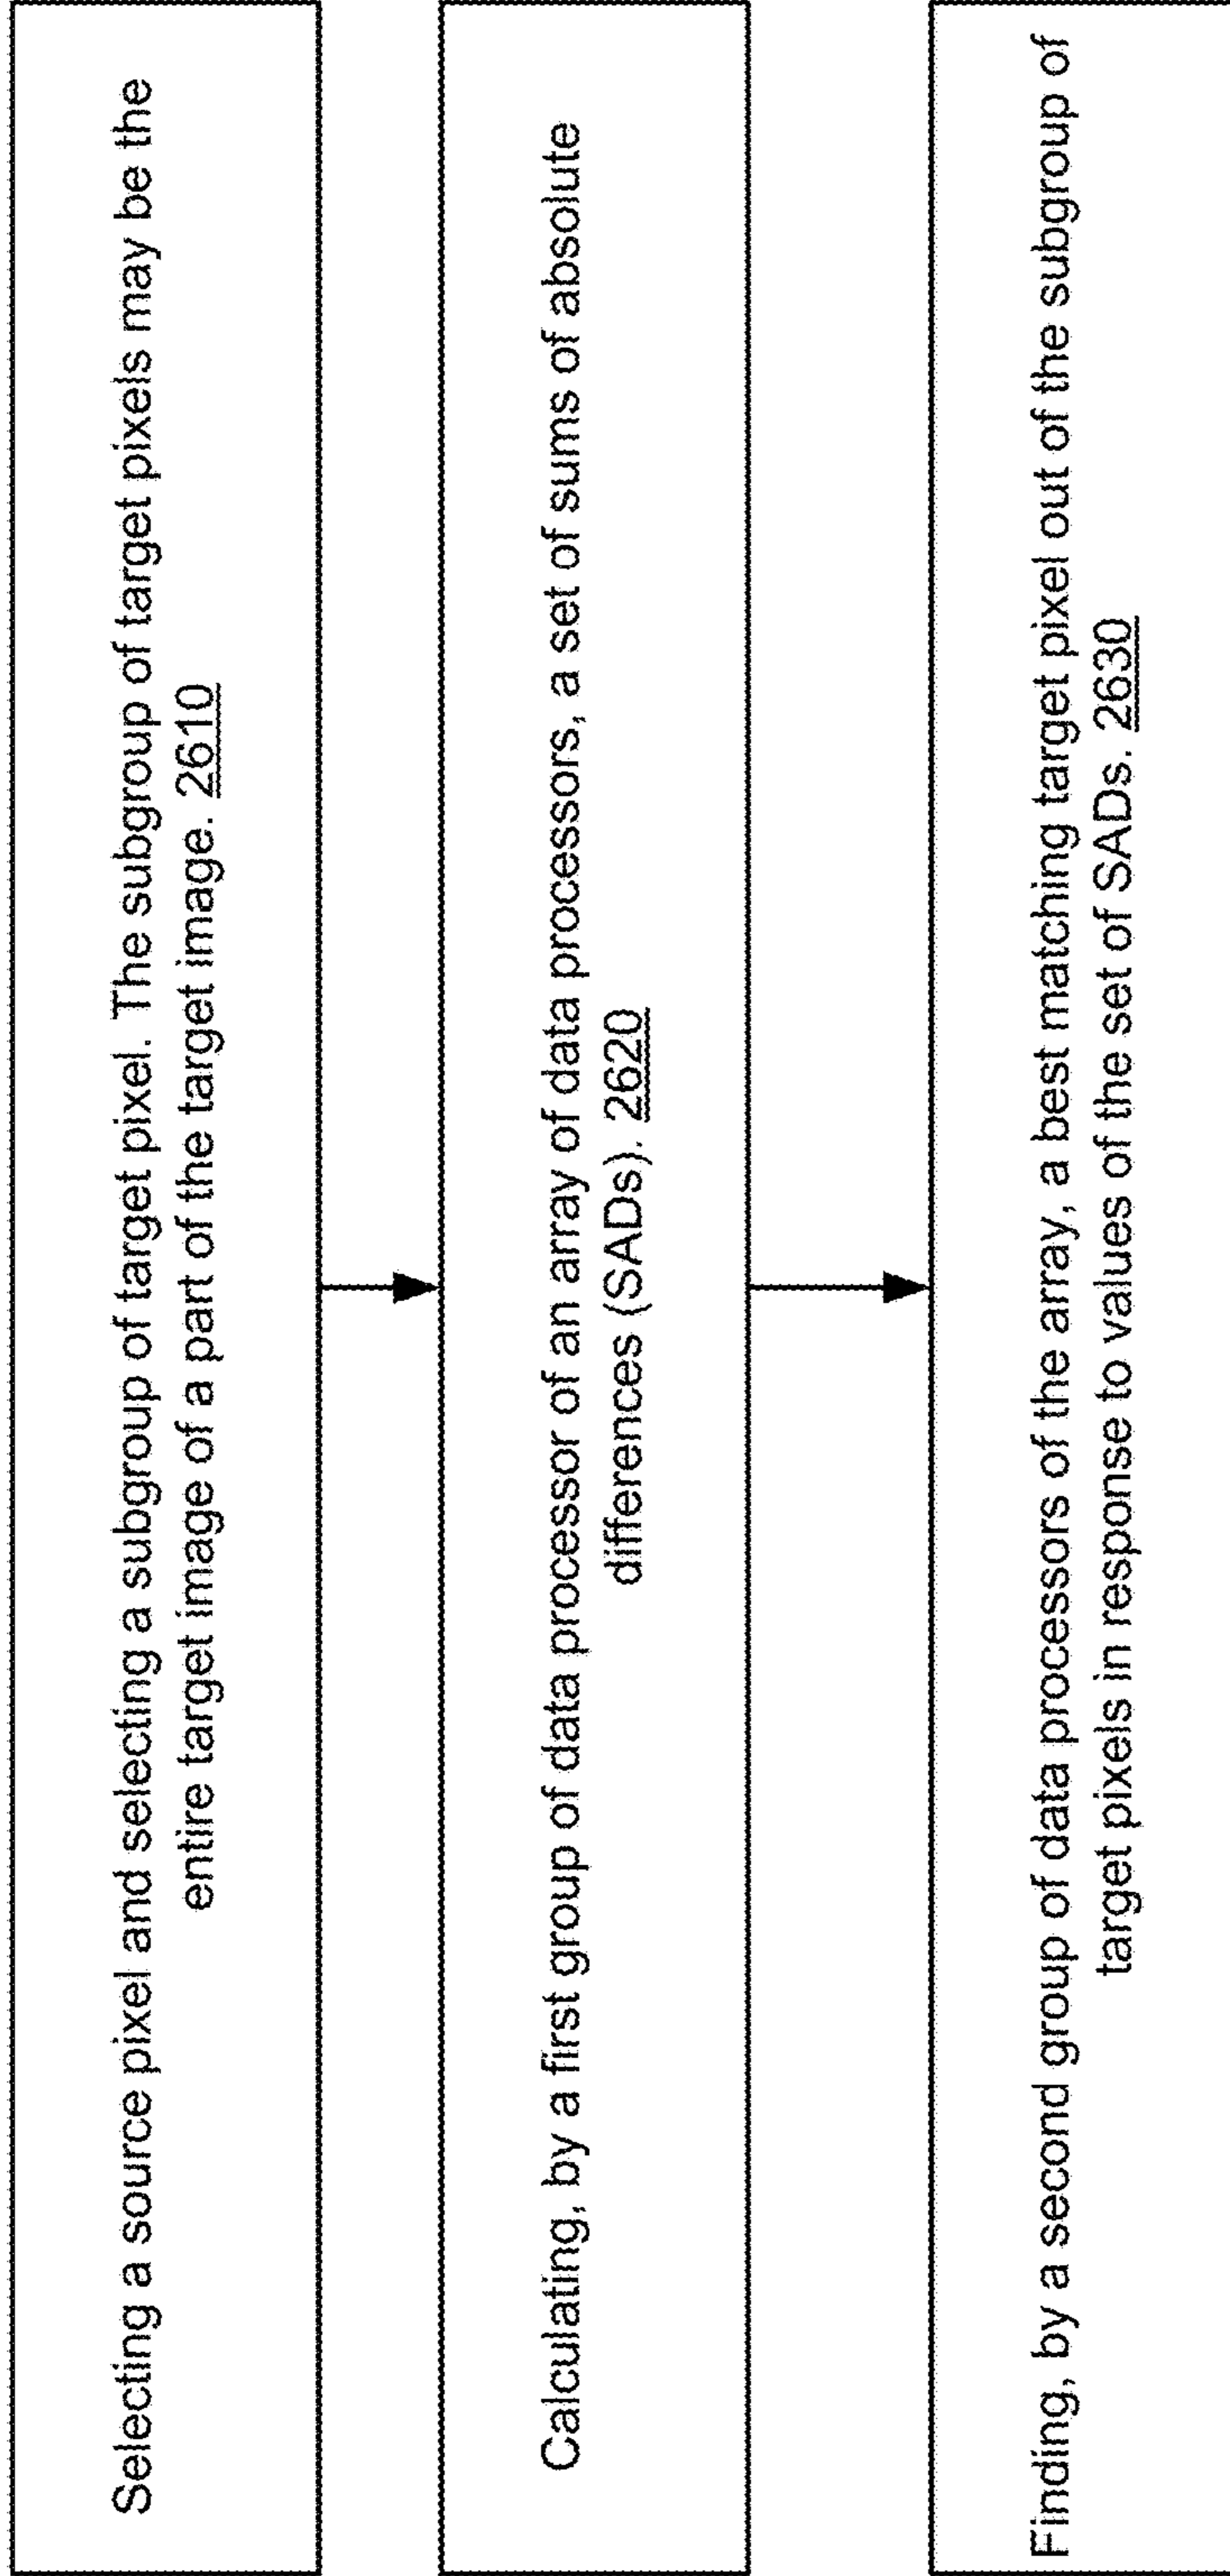 Selecting a source pixel and selecting a subgroup of target pixel. The subgroup of target pixels may be the
entire target image of a part of the target image. 2610
Calculating, by a first group of data processor of an array of data processors, a set of sums of absolute
differences (SADs). 2620
Finding, by a second group of data processors of the array, a best matching target pixel out of the subgroup of
target pixels in response to values of the set of SADs. 2630